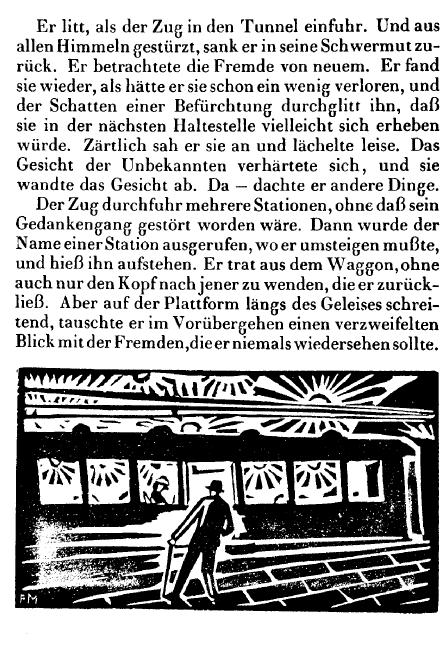 Er litt, als der Zug in den Tunnel einfuhr. Und aus
allen Himmeln gestürzt, sank er in seine Schwermut zu-
rück. Er betrachtete die Fremde von neuem. Er fand
sie wieder, als hätte er sie schon ein wenig verloren, und
der Schatten einer Befürchtung durchglitt ihn, daß
sie in der nächsten Haltestelle vielleicht sich erheben
würde. Zärtlich sah er sie an und lächelte leise. Das
Gesicht der Unbekannten verhärtete sich, und sie
wandte das Gesicht ab. Da — dachte er andere Dinge.
Der Zug durchfuhr mehrere Stationen, ohne daß sein
Gedankengang gestört worden wäre. Dann wurde der
Name einer Station ausgerufen, wo er umsteigen mußte,
und hieß ihn aufstehen. Er trat aus dem Waggon, ohne
auch nur den Kopf nach jener zu wenden, die er zurück-
ließ. Aber auf der Plattform längs des Geleises schrei-
tend, tauschte er im Vorübergehen einen verzweifelten
Blick mit der Fremden, die er niemals wiedersehen sollte.
FM